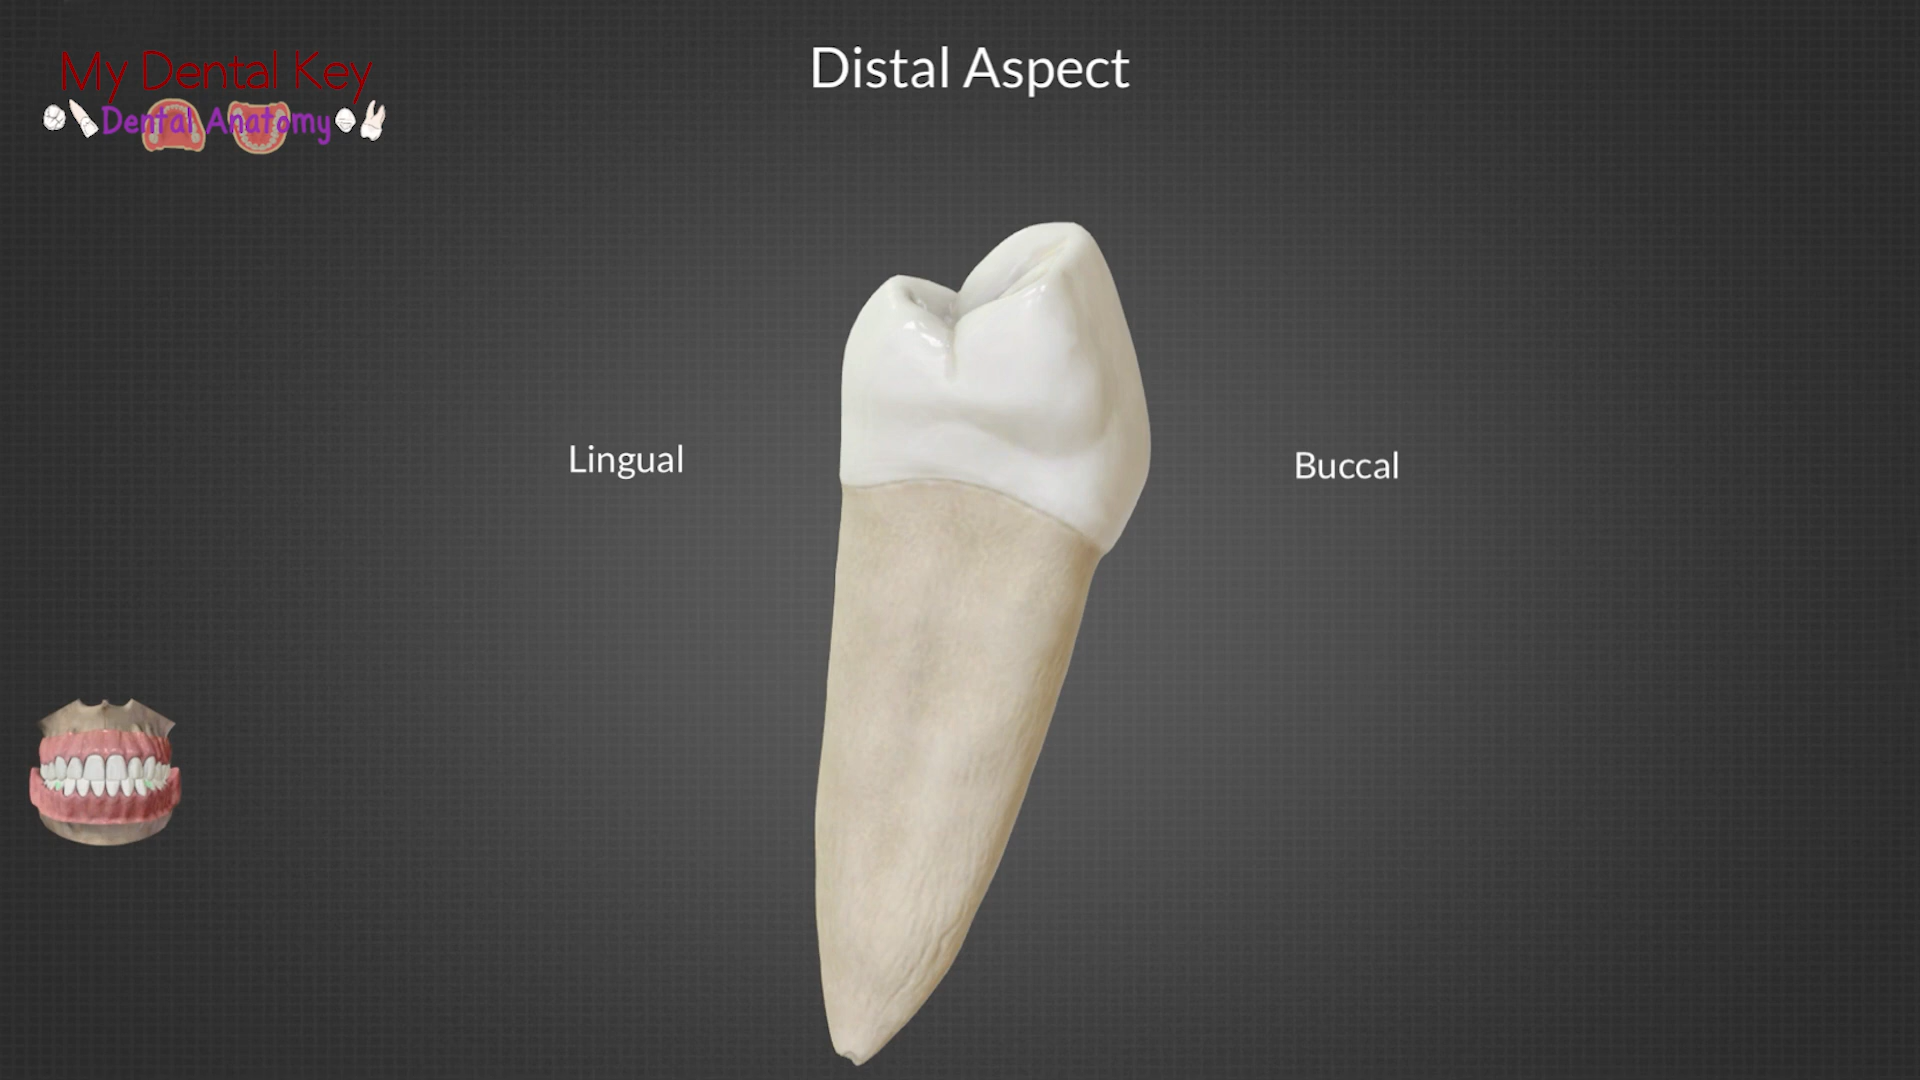 My Dental Key
Dental Anatomy
Distal Aspect
Lingual
Buccal